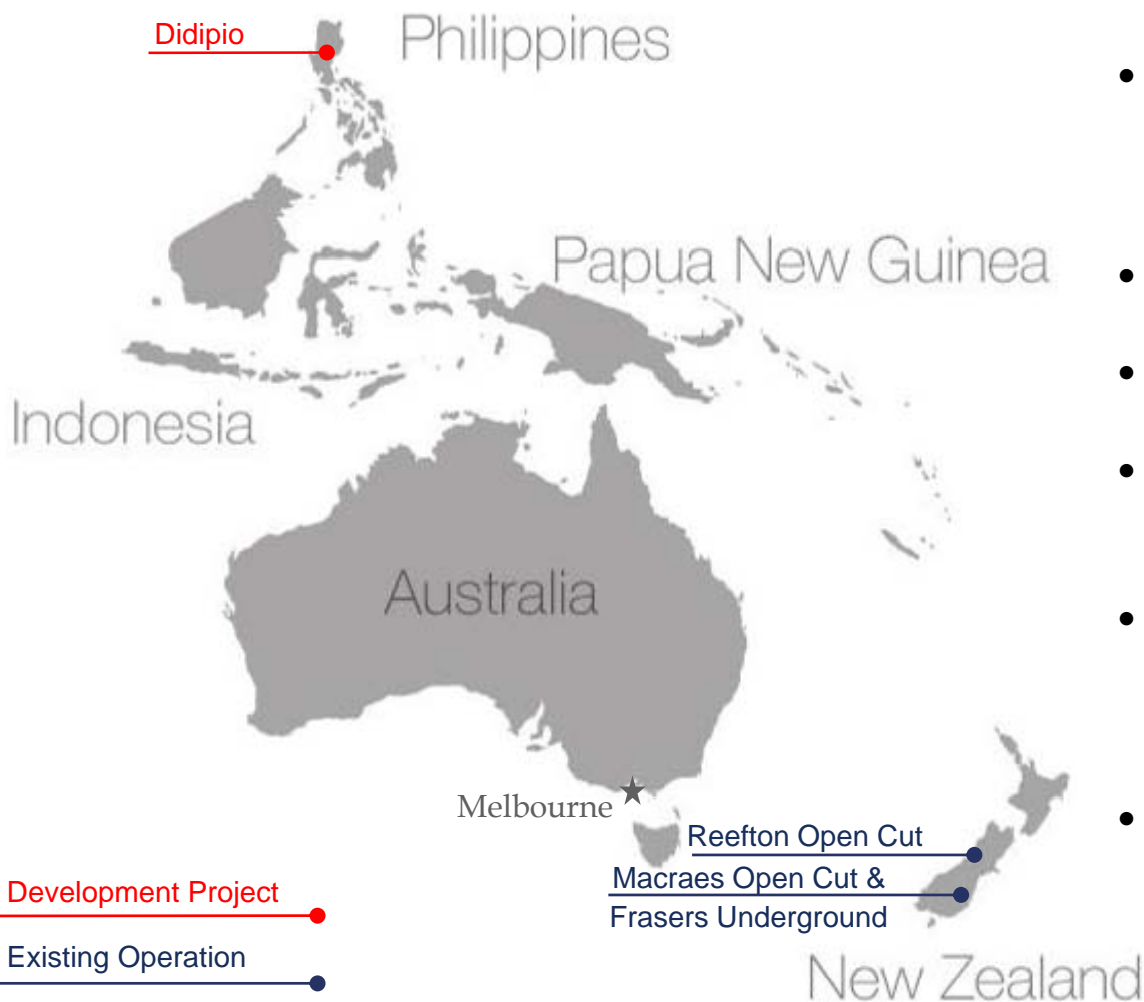 Didipio
Philippines
Papua New Guinea
Indonesia
Australia
Melbourne
Reefton Open Cut
Macraes Open Cut &
Frasers Underground
Development Project
Existing Operation
New Zealand